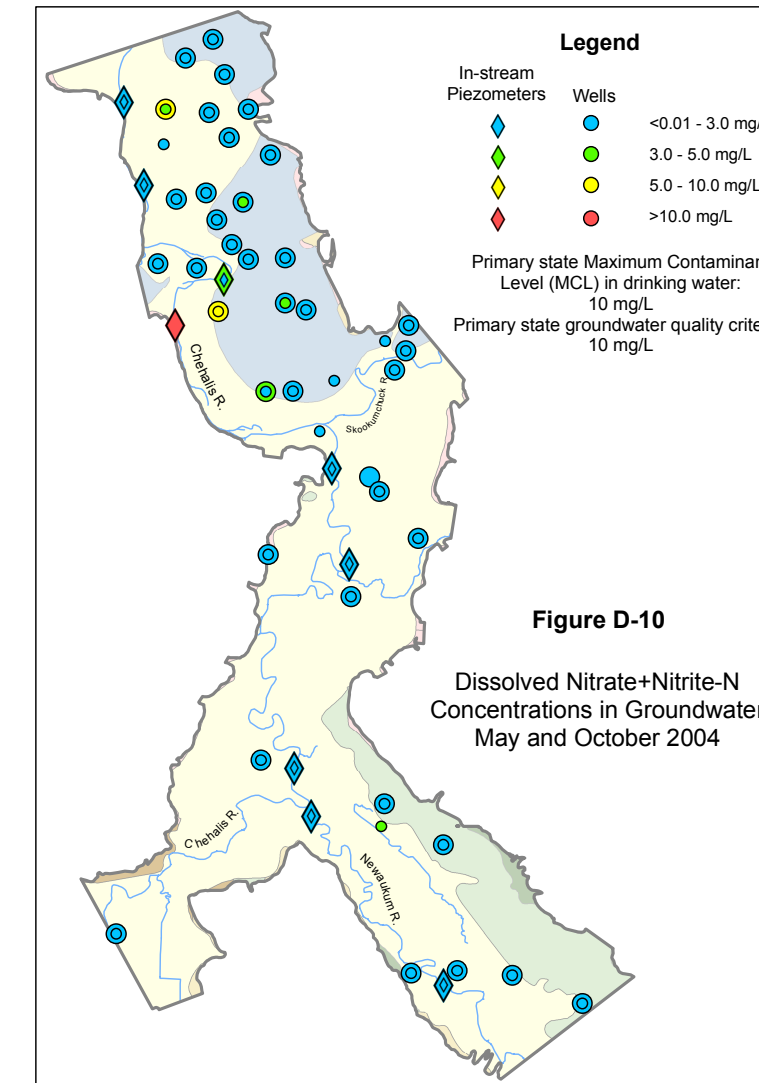 Legend
In-stream
Piezometers
Wells
<0.01 - 3.0 mg/
3.0 - 5.0 mg/L
5.0 - 10.0 mg/L
>10.0 mg/L
Primary state Maximum Contaminan
Level (MCL) in drinking water:
10 mg/L
Primary state groundwater quality crite
10 mg/L
Chehalis R.
Skookumchuck R.
Figure D-10
Dissolved Nitrate+Nitrite-N
Concentrations in Groundwater
May and October 2004
Chehalis R.
Newaukum R.